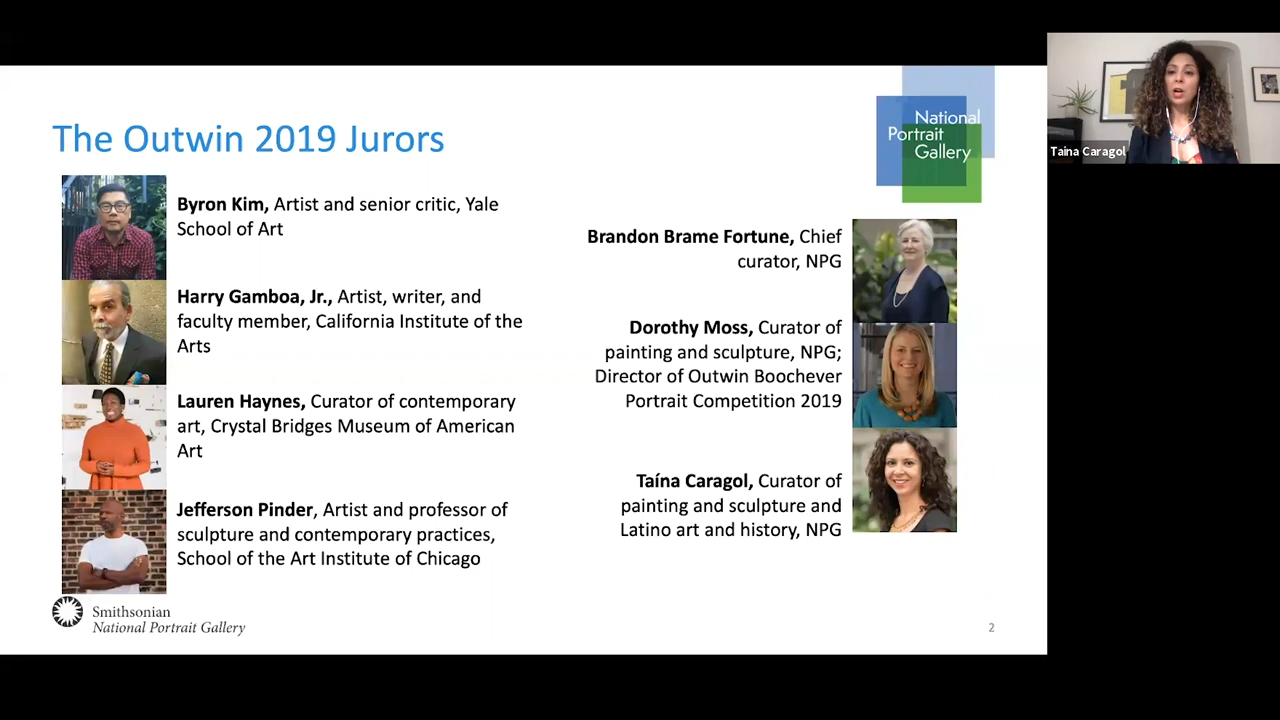 The Outwin 2019 Jurors
National
Portrait
Gallery
Byron Kim, Artist and senior critic, Yale
School of Art
Harry Gamboa, Jr., Artist, writer, and
faculty member, California Institute of the
Arts
Lauren Haynes, Curator of contemporary
art, Crystal Bridges Museum of American
Art
Jefferson Pinder, Artist and professor of
sculpture and contemporary practices,
School of the Art Institute of Chicago
Brandon Brame Fortune, Chief
curator, NPG
Dorothy Moss, Curator of
painting and sculpture, NPG;
Director of Outwin Boochever
Portrait Competition 2019
Taína Caragol, Curator of
painting and sculpture and
Latino art and history, NPG
Smithsonian
National Portrait Gallery
2
Taina Caragol